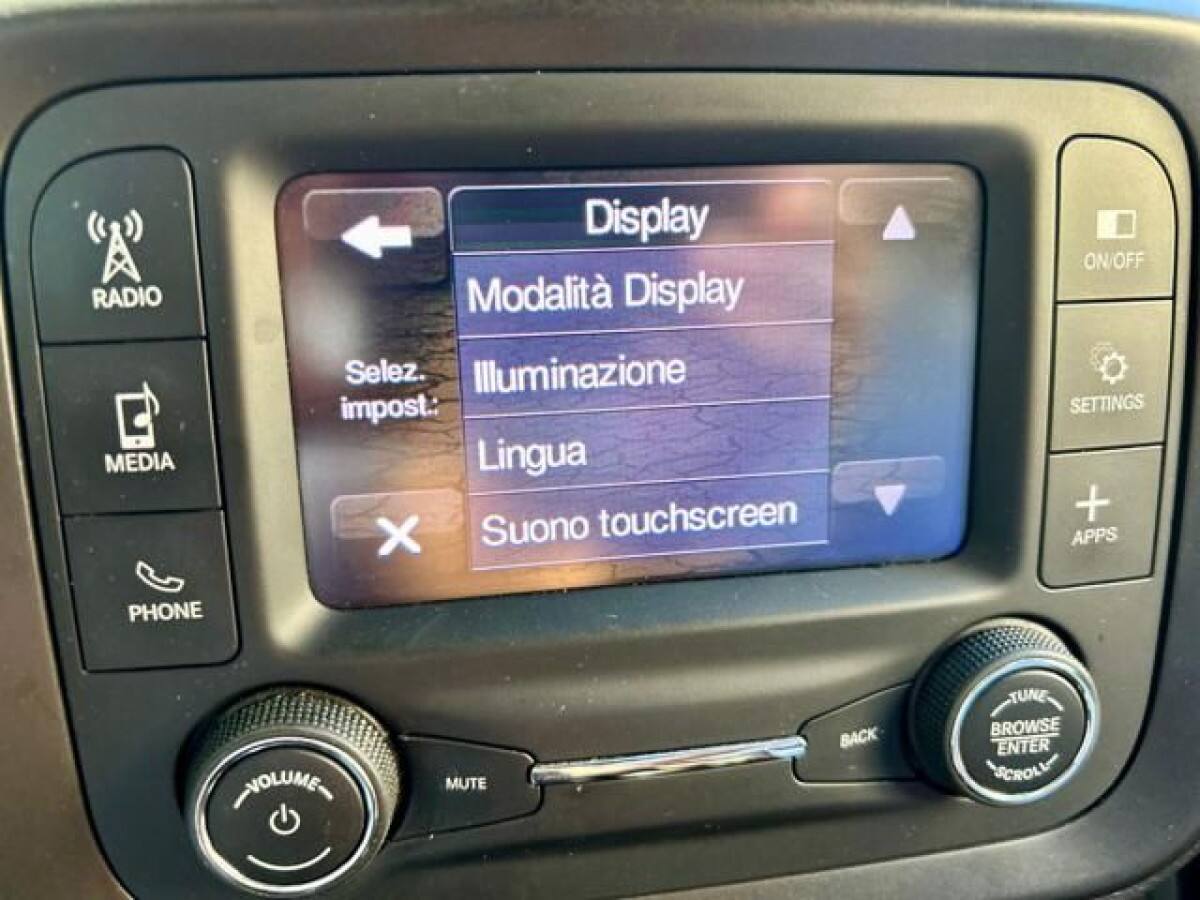 Display
Modalità Display
Illuminazione
Lingua
Suono touchscreen
Selez.
impost.:
RADIO
MEDIA
PHONE
ON/OFF
SETTINGS
APPS
VOLUME
MUTE
BACK
TUNE
BROWSE
ENTER
SCROLL